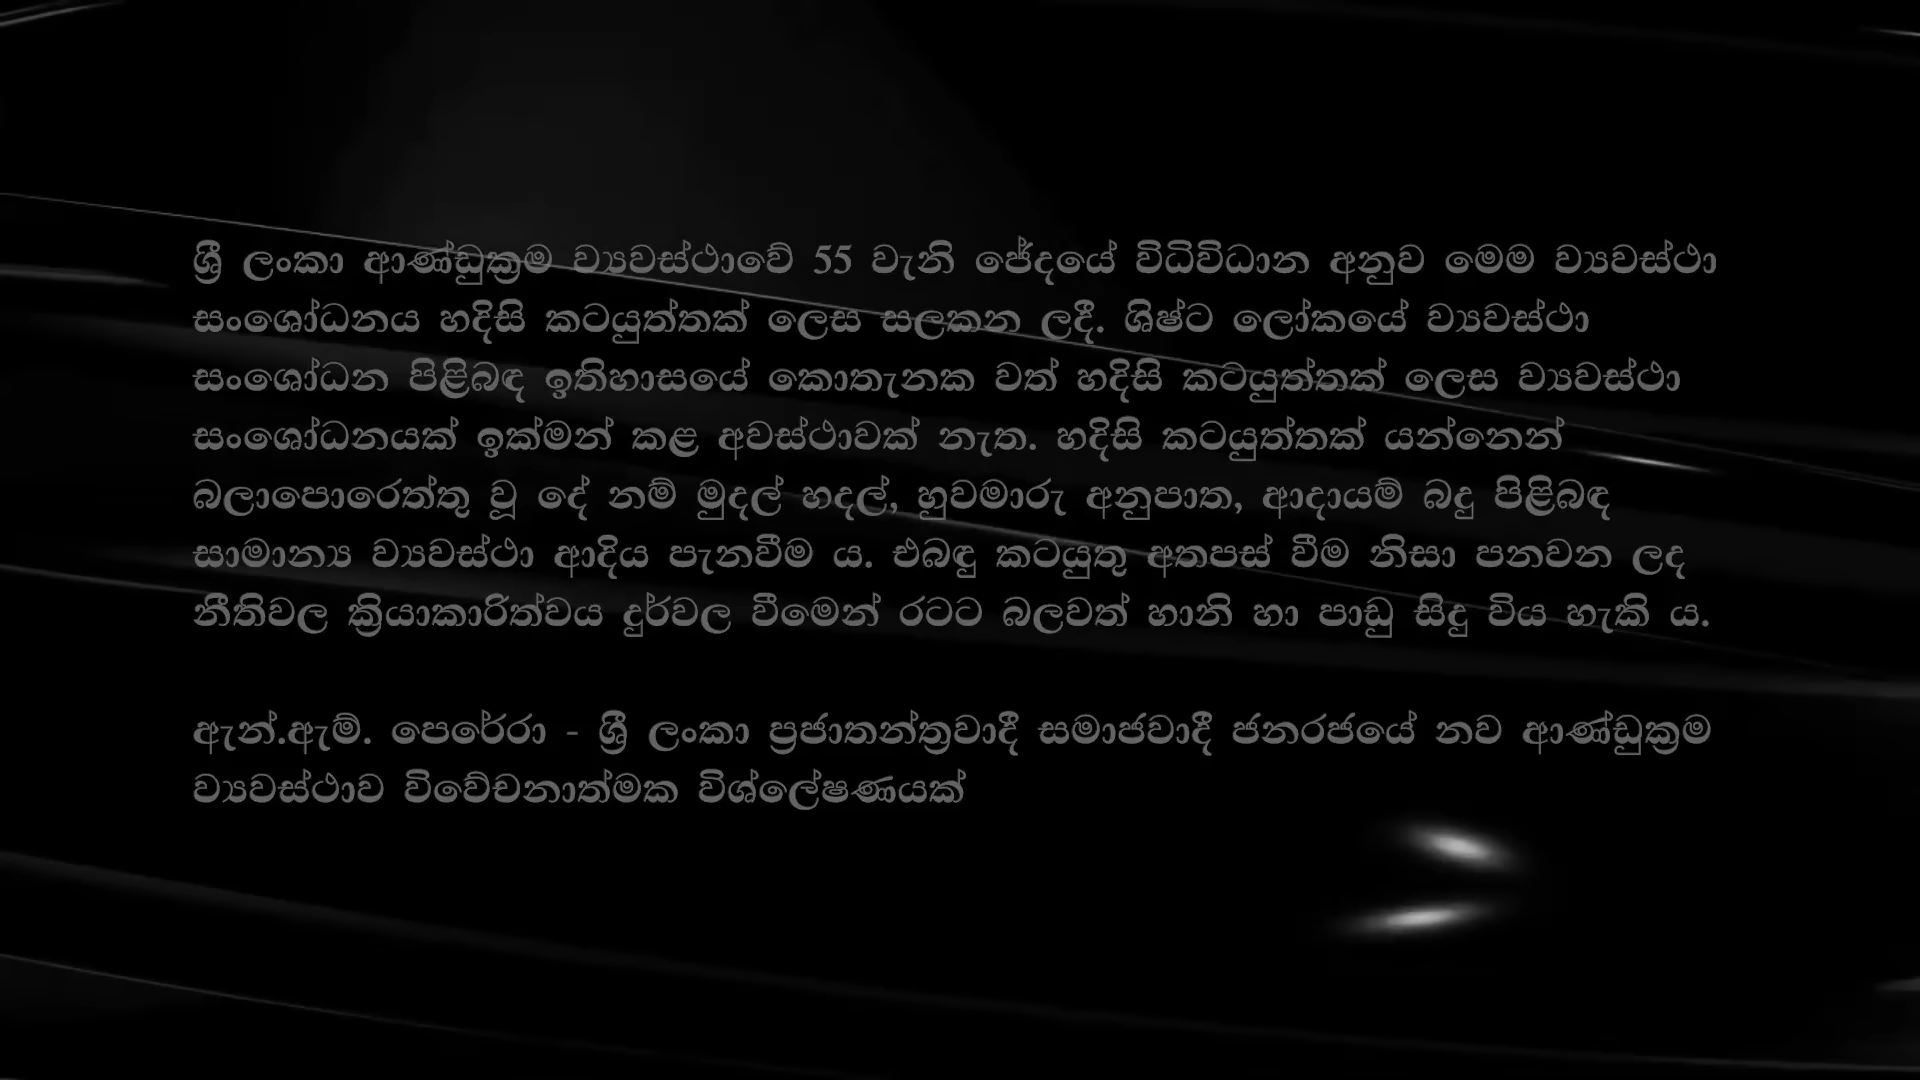 ශ්‍රී ලංකා ආණ්ඩුක්‍රම ව්‍යවස්ථාවේ 55 වැනි ජේදයේ විධිවිධාන අනුව මෙම ව්‍යවස්ථා
සංශෝධනය හදිසි කටයුත්තක් ලෙස සලකන ලදී. ශිෂ්ට ලෝකයේ ව්‍යවස්ථා
සංශෝධන පිළිබඳ ඉතිහාසයේ කොතැනක වත් හදිසි කටයුත්තක් ලෙස ව්‍යවස්ථා
සංශෝධනයක් ඉක්මන් කළ අවස්ථාවක් නැත. හදිසි කටයුත්තක් යන්නෙන්
බලාපොරෙත්තු වූ දේ නම් මුදල් හදල්, හුවමාරු අනුපාත, ආදායම් බදු පිළිබඳ
සාමාන්‍ය ව්‍යවස්ථා ආදිය පැනවීම ය. එබඳු කටයුතු අතපස් වීම නිසා පනවන ලද
නීතිවල ක්‍රියාකාරිත්වය දුර්වල වීමෙන් රටට බලවත් හානි හා පාඩු සිදු විය හැකි ය.
ඇන්.ඇම්. පෙරේරා - ශ්‍රී ලංකා ප්‍රජාතන්ත්‍රවාදී සමාජවාදී ජනරජයේ නව ආණ්ඩුක්‍රම
ව්‍යවස්ථාව විවේචනාත්මක විශ්ලේෂණයක්